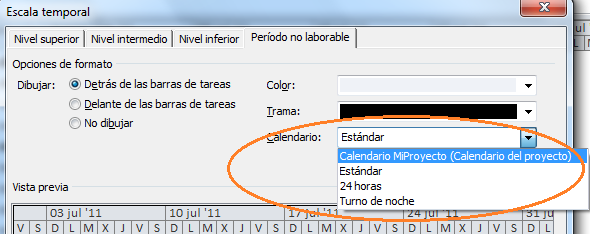 Escala temporal
Nivel superior Nivel intermedio Nivel inferior Período no laborable
Opciones de formato
Dibujar: Detrás de las barras de tareas Color:
Delante de las barras de tareas Trama:
No dibujar Calendario: Estándar
Calendario MiProyecto (Calendario del proyecto)
Estándar
24 horas
Turno de noche
Vista previa
03 jul '11 10 jul '11 17 jul '11 24 jul '11 31 ju
V S D L M X J V S D L M X J V S D L M X J V S D L M X J V S D L